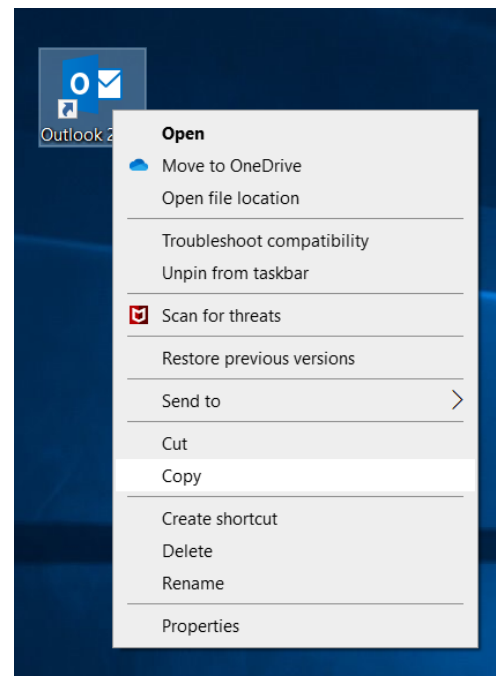 Outlook 2
Open
Move to OneDrive
Open file location
Troubleshoot compatibility
Unpin from taskbar
Scan for threats
Restore previous versions
Send to
Cut
Copy
Create shortcut
Delete
Rename
Properties